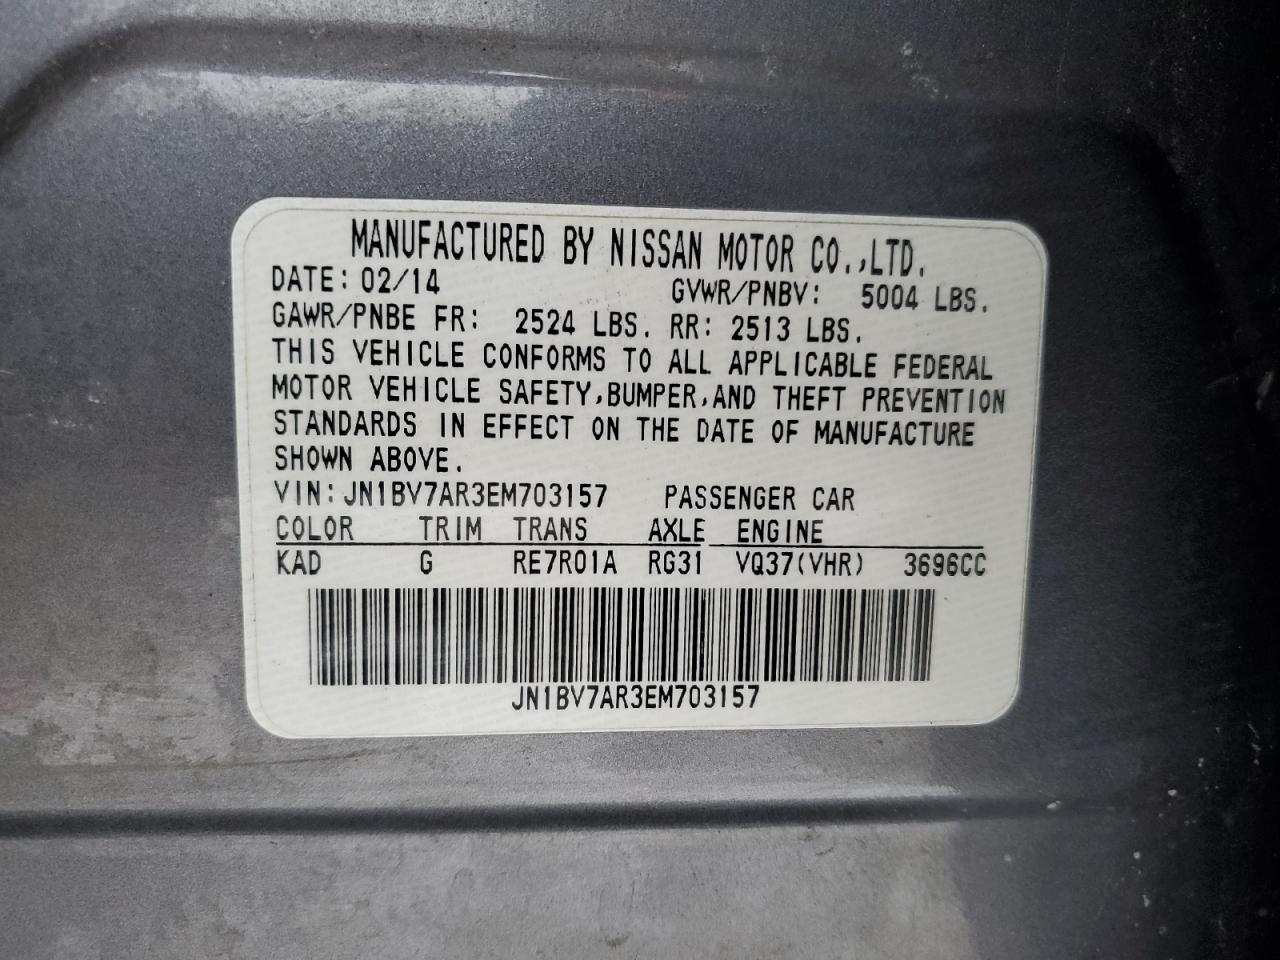 MANUFACTURED BY NISSAN MOTOR CO.,LTD.
DATE: 02/14 GVWR/PNBV: 5004 LBS.
GAWR/PNBE FR: 2524 LBS. RR: 2513 LBS.
THIS VEHICLE CONFORMS TO ALL APPLICABLE FEDERAL
MOTOR VEHICLE SAFETY,BUMPER,AND THEFT PREVENTION
STANDARDS IN EFFECT ON THE DATE OF MANUFACTURE
SHOWN ABOVE.
VIN:JN1BV7AR3EM703157 PASSENGER CAR
COLOR TRIM TRANS AXLE ENGINE
KAD G RE7R01A RG31 VQ37(VHR) 3696CC
JN1BV7AR3EM703157